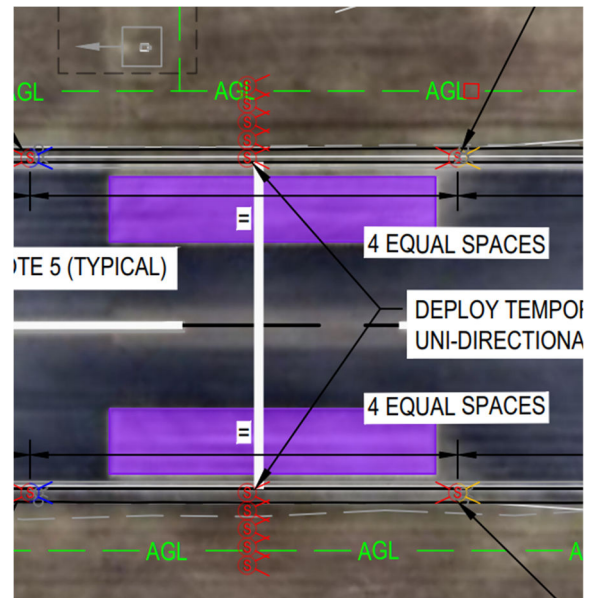 AGL
AGL
AGL
S
S
S
S
S
S
S
=
4 EQUAL SPACES
OTE 5 (TYPICAL)
DEPLOY TEMPOR
UNI-DIRECTIONA
4 EQUAL SPACES
=
S
S
S
S
S
S
S
AGL
AGL
A